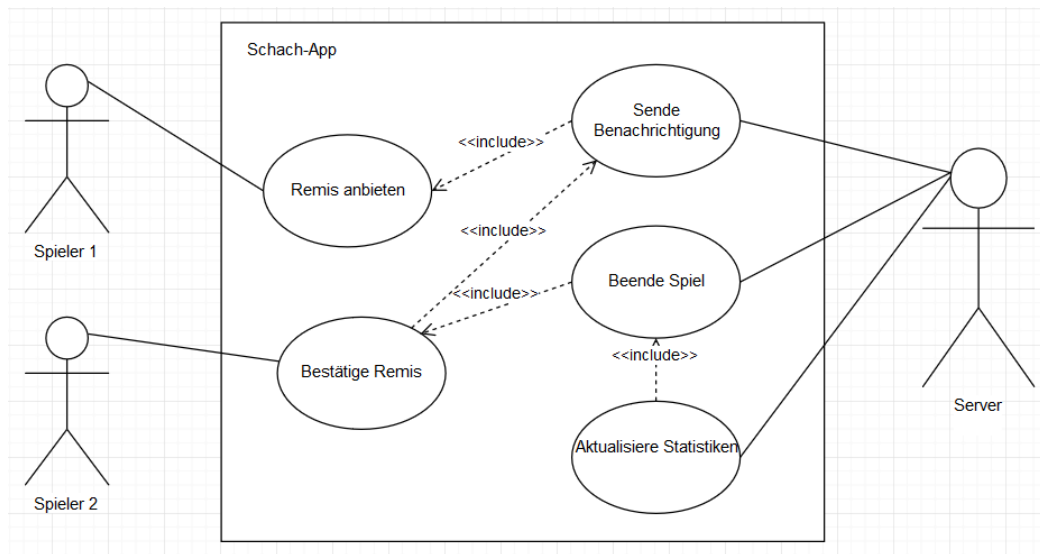 Schach-App
Sende
Benachrichtigung
<<include>>
Remis anbieten
<<include>>
Spieler 1
Beende Spiel
<<include>>
<<include>>
Bestätige Remis
Server
Aktualisiere Statistiken
Spieler 2